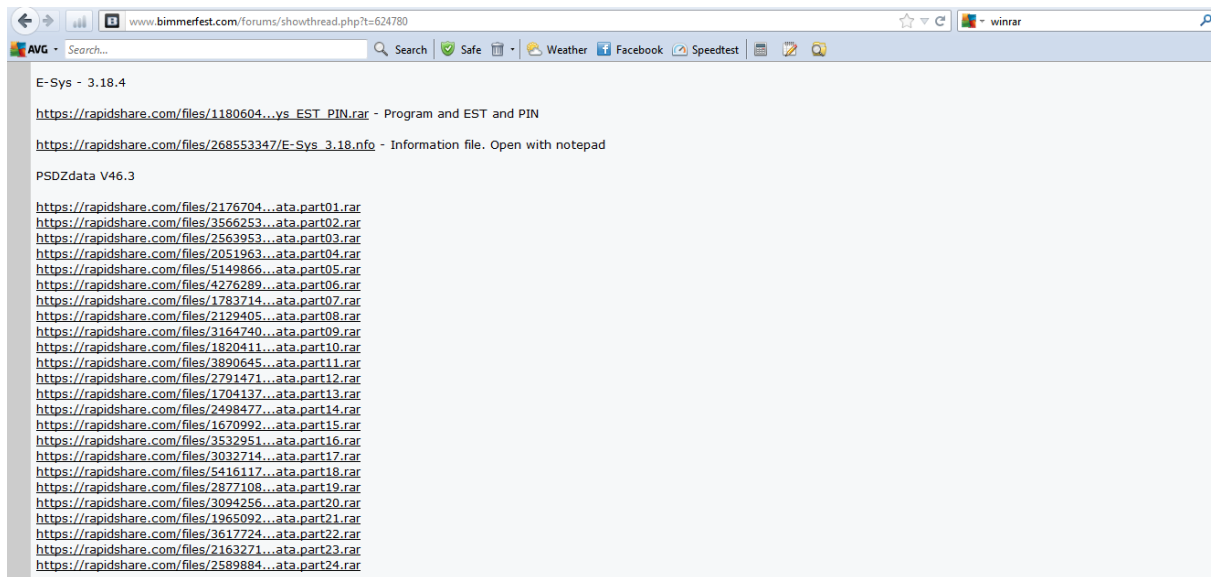 www.bimmerfest.com/forums/showthread.php?t=624780
winrar
AVG Search... Search Safe Weather Facebook Speedtest
E-Sys - 3.18.4
https://rapidshare.com/files/1180604...ys_EST_PIN.rar - Program and EST and PIN
https://rapidshare.com/files/268553347/E-Sys_3.18.nfo - Information file. Open with notepad
PSDZdata V46.3
https://rapidshare.com/files/2176704...ata.part01.rar
https://rapidshare.com/files/3566253...ata.part02.rar
https://rapidshare.com/files/2563953...ata.part03.rar
https://rapidshare.com/files/2051963...ata.part04.rar
https://rapidshare.com/files/5149866...ata.part05.rar
https://rapidshare.com/files/4276289...ata.part06.rar
https://rapidshare.com/files/1783714...ata.part07.rar
https://rapidshare.com/files/2129405...ata.part08.rar
https://rapidshare.com/files/3164740...ata.part09.rar
https://rapidshare.com/files/1820411...ata.part10.rar
https://rapidshare.com/files/3890645...ata.part11.rar
https://rapidshare.com/files/2791471...ata.part12.rar
https://rapidshare.com/files/1704137...ata.part13.rar
https://rapidshare.com/files/2498477...ata.part14.rar
https://rapidshare.com/files/1670992...ata.part15.rar
https://rapidshare.com/files/3532951...ata.part16.rar
https://rapidshare.com/files/3032714...ata.part17.rar
https://rapidshare.com/files/5416117...ata.part18.rar
https://rapidshare.com/files/2877108...ata.part19.rar
https://rapidshare.com/files/3094256...ata.part20.rar
https://rapidshare.com/files/1965092...ata.part21.rar
https://rapidshare.com/files/3617724...ata.part22.rar
https://rapidshare.com/files/2163271...ata.part23.rar
https://rapidshare.com/files/2589884...ata.part24.rar